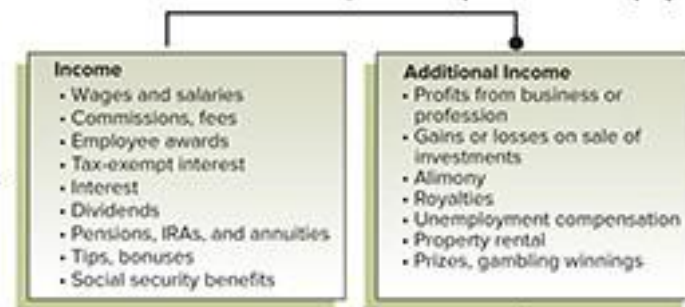 Income
• Wages and salaries
• Commissions, fees
• Employee awards
• Tax-exempt interest
• Interest
• Dividends
• Pensions, IRAs, and annuities
• Tips, bonuses
• Social security benefits
Additional Income
• Profits from business or
profession
• Gains or losses on sale of
investments
• Alimony
• Royalties
• Unemployment compensation
• Property rental
• Prizes, gambling winnings